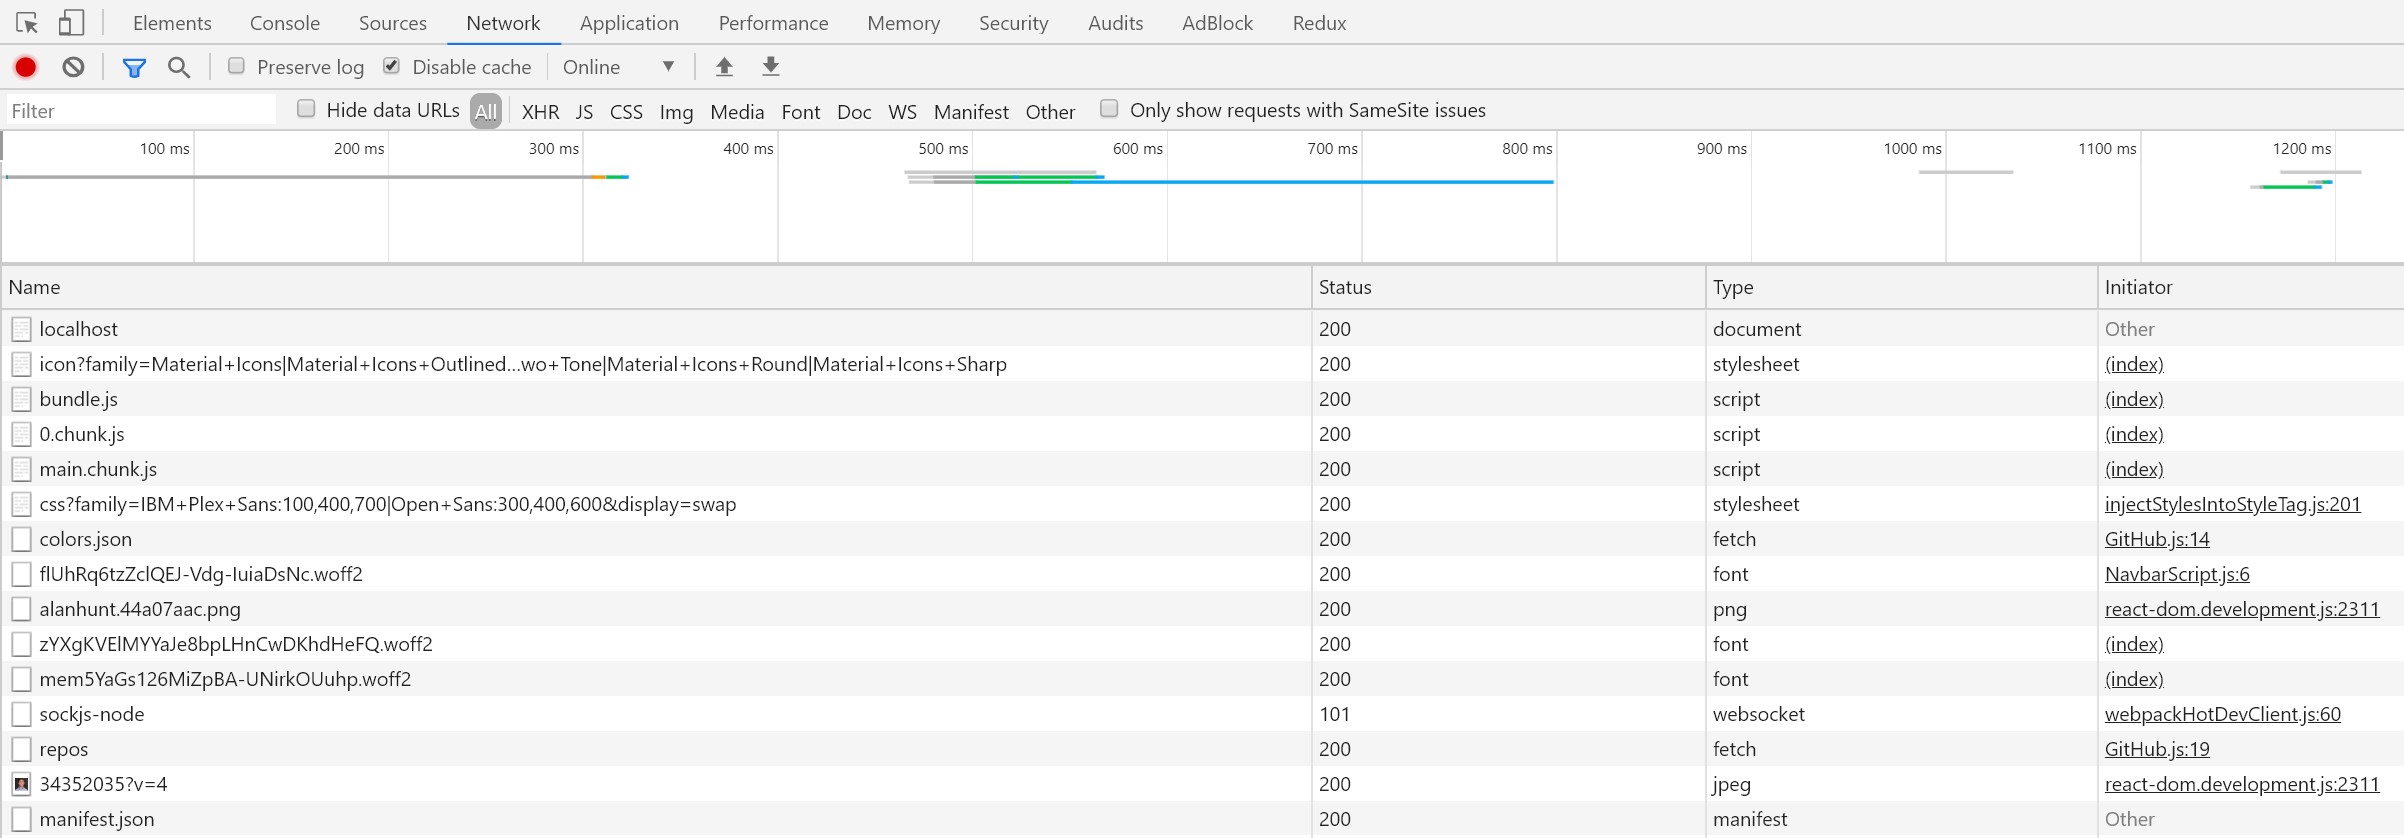 Elements Console Sources Network Application Performance Memory Security Audits AdBlock Redux
Preserve log Disable cache Online
Filter Hide data URLs All XHR JS CSS Img Media Font Doc WS Manifest Other Only show requests with SameSite issues
100 ms 200 ms 300 ms 400 ms 500 ms 600 ms 700 ms 800 ms 900 ms 1000 ms 1100 ms 1200 ms
Name Status Type Initiator
localhost 200 document Other
icon?family=Material+Icons|Material+Icons+Outlined...wo+Tone|Material+Icons+Round|Material+Icons+Sharp 200 stylesheet (index)
bundle.js 200 script (index)
0.chunk.js 200 script (index)
main.chunk.js 200 script (index)
css?family=IBM+Plex+Sans:100,400,700|Open+Sans:300,400,600&display=swap 200 stylesheet injectStylesIntoStyleTag.js:201
colors.json 200 fetch GitHub.js:14
flUhRq6tzZclQEJ-Vdg-IuiaDsNc.woff2 200 font NavbarScript.js:6
alanhunt.44a07aac.png 200 png react-dom.development.js:2311
zYXgKVElMYYaJe8bpLHnCwDKhdHeFQ.woff2 200 font (index)
mem5YaGs126MiZpBA-UNirkOUuhp.woff2 200 font (index)
sockjs-node 101 websocket webpackHotDevClient.js:60
repos 200 fetch GitHub.js:19
34352035?v=4 200 jpeg react-dom.development.js:2311
manifest.json 200 manifest Other